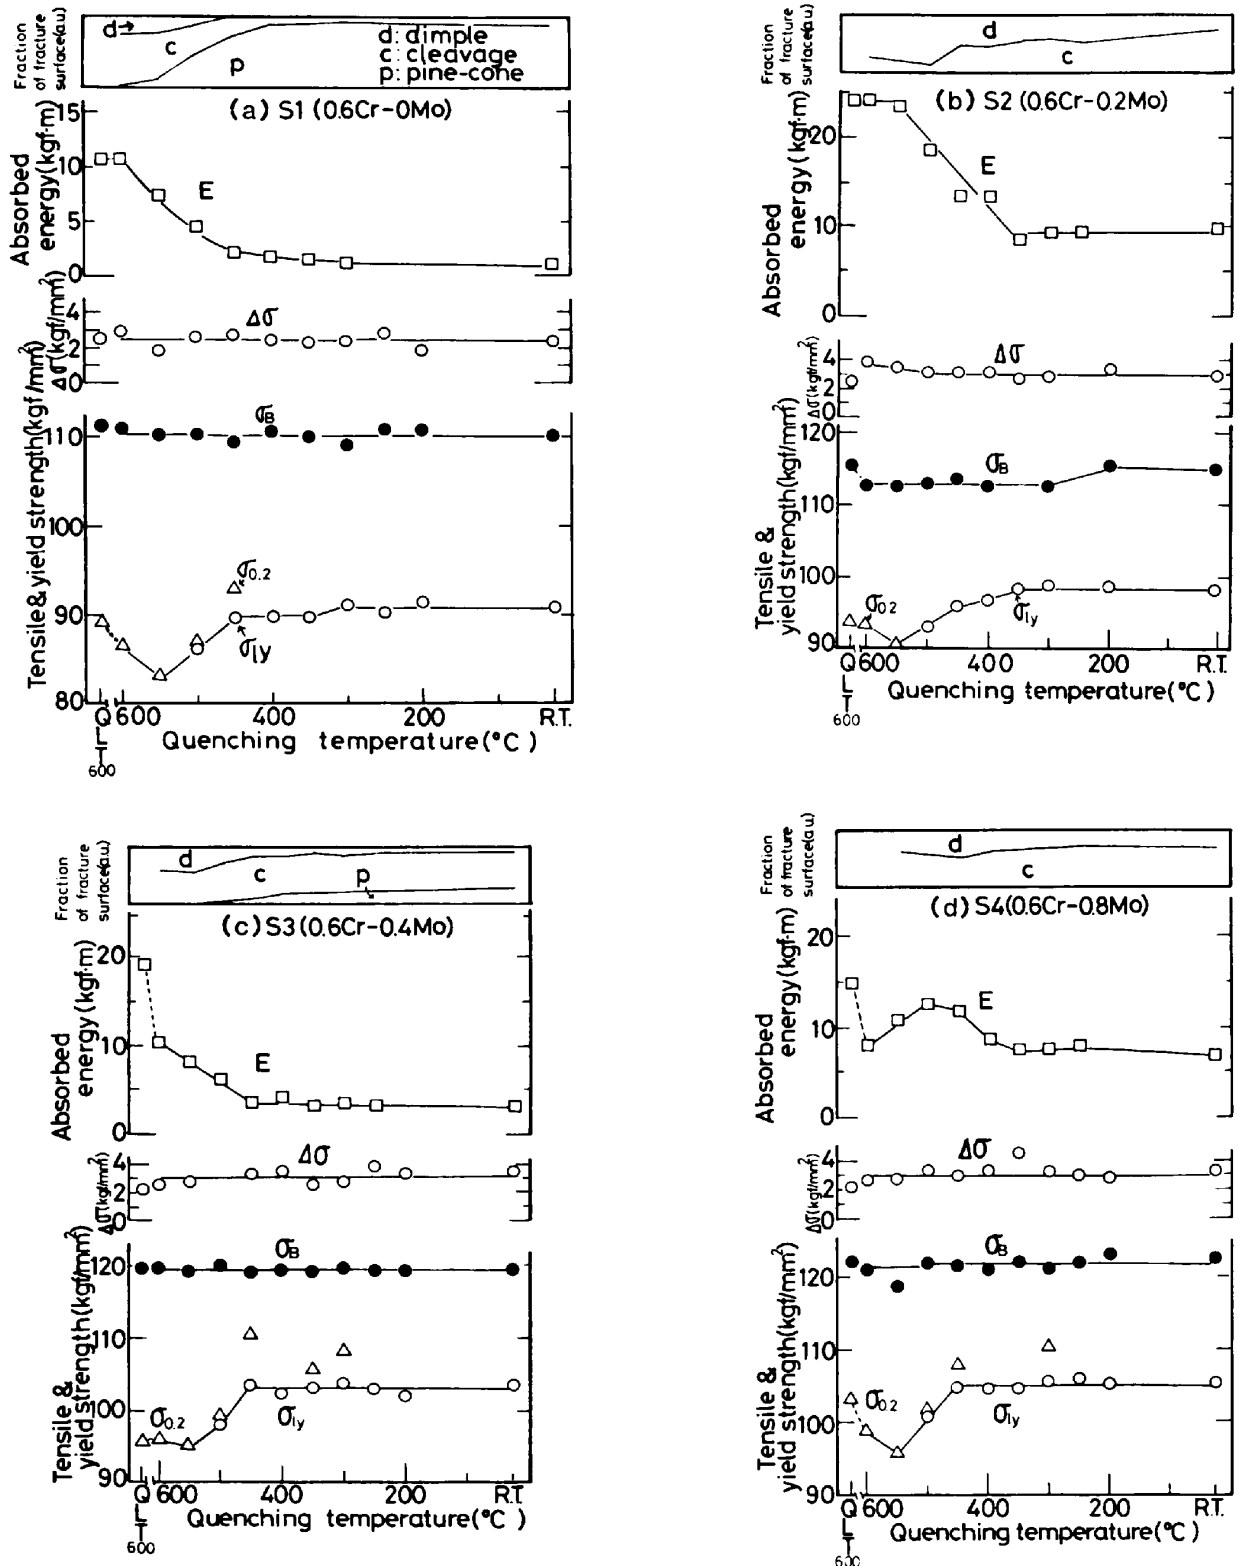 Fraction
of fracture
surface(a.u)
d
c
p
d: dimple
c: cleavage
p: pine-cone
(a) S1 (0.6Cr-0Mo)
Absorbed
energy(kgf·m)
15
10
5
0
E
Δσ(kgf/mm²)
4
2
0
Δσ
Tensile & yield strength(kgf/mm²)
110
100
90
80
σB
σ0.2
σly
Q 600 400 200 R.T.
L
T
600
Quenching temperature(°C)
Fraction
of fracture
surface(a.u)
d
c
(b) S2 (0.6Cr-0.2Mo)
Absorbed
energy(kgf·m)
20
10
0
E
Δσ(kgf/mm²)
4
2
0
Δσ
Tensile &
yield strength(kgf/mm²)
120
110
100
90
σB
σ0.2
σly
Q 600 400 200 R.T.
L
T
600
Quenching temperature(°C)
Fraction
of fracture
surface(a.u)
d
c
p
(c) S3 (0.6Cr-0.4Mo)
Absorbed
energy(kgf·m)
20
10
0
E
Δσ(kgf/mm²)
4
2
0
Δσ
Tensile &
yield strength(kgf/mm²)
120
110
100
90
σB
σ0.2
σly
Q 600 400 200 R.T.
L
T
600
Quenching temperature(°C)
Fraction
of fracture
surface(a.u)
d
c
(d) S4(0.6Cr-0.8Mo)
Absorbed
energy(kgf·m)
20
10
0
E
Δσ(kgf/mm²)
4
2
0
Δσ
Tensile &
yield strength(kgf/mm²)
120
110
100
90
σB
σ0.2
σly
Q 600 400 200 R.T.
L
T
600
Quenching temperature(°C)